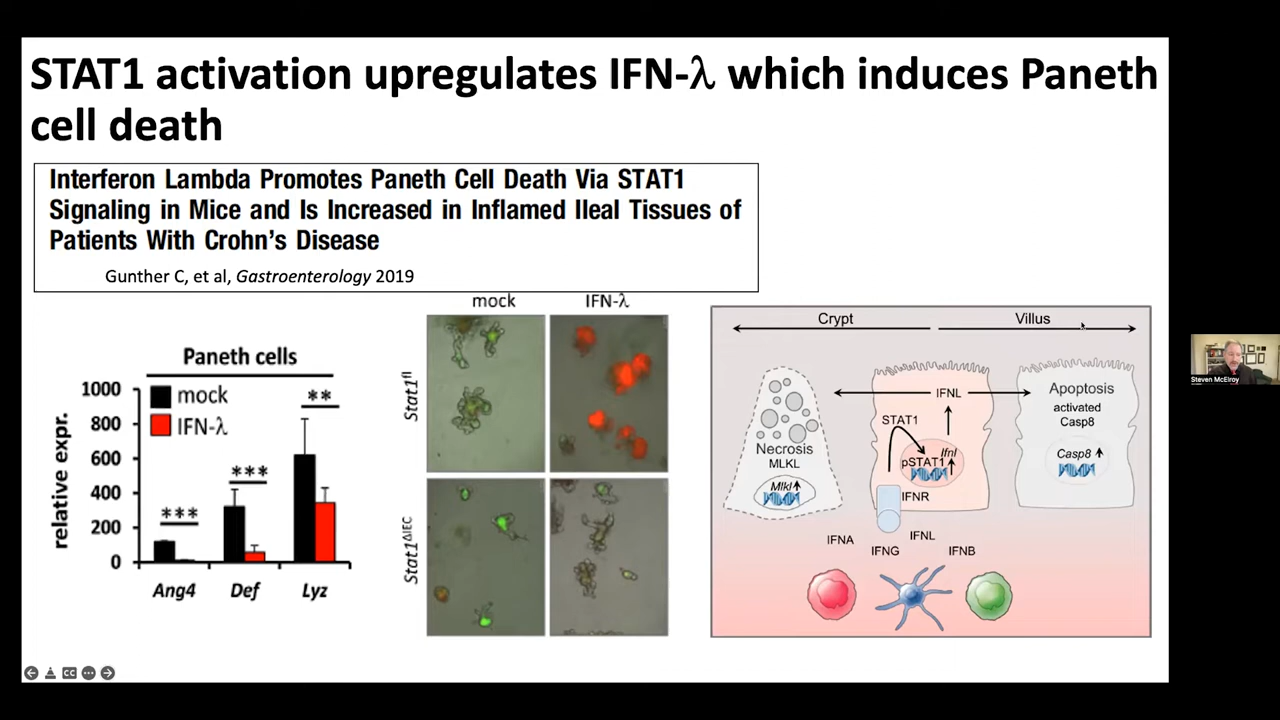 STAT1 activation upregulates IFN-λ which induces Paneth
cell death
Interferon Lambda Promotes Paneth Cell Death Via STAT1
Signaling in Mice and Is Increased in Inflamed Ileal Tissues of
Patients With Crohn's Disease
Gunther C, et al, Gastroenterology 2019
Paneth cells
relative expr.
1000
800
600
400
200
0
mock
IFN-λ
***
***
**
Ang4
Def
Lyz
mock
IFN-λ
Stat1fl
Stat1ΔIEC
Crypt
Villus
Necrosis
MLKL
Mlkl
IFNL
STAT1
pSTAT1
Ifnl
IFNR
Apoptosis
activated
Casp8
Casp8
IFNA
IFNG
IFNL
IFNB
CC
Steven McElroy